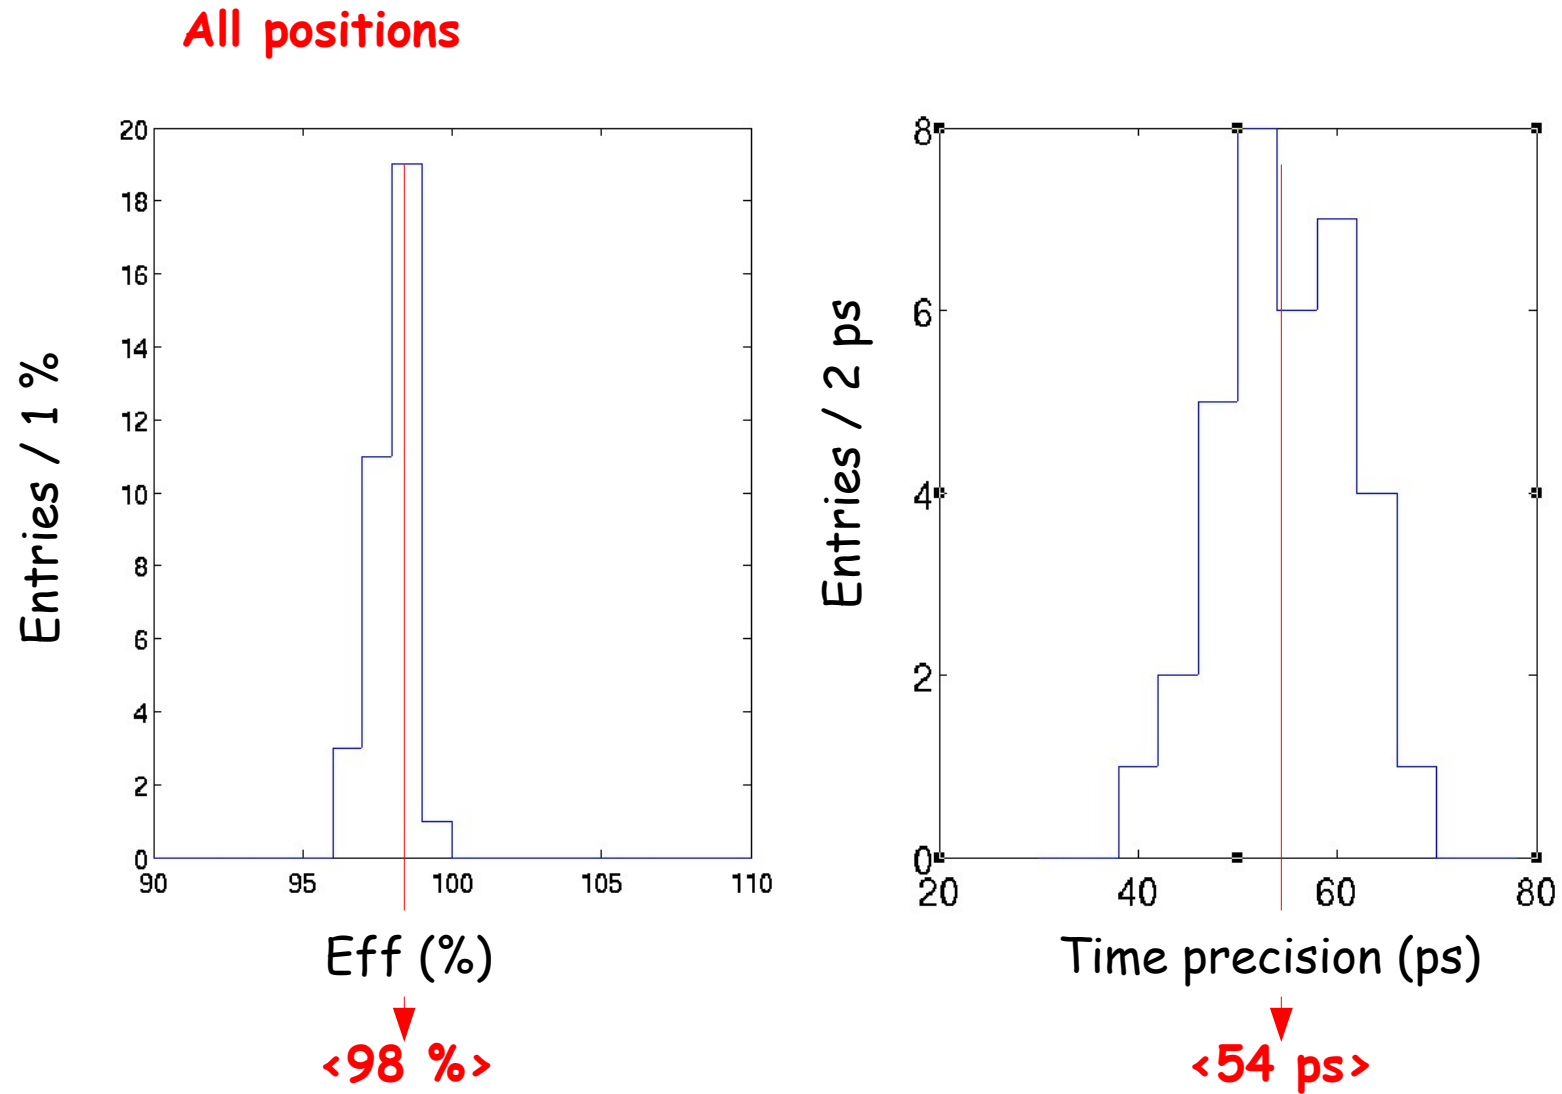 All positions
Entries / 1 %
20
18
16
14
12
10
8
6
4
2
0
90 95 100 105 110
Eff (%)
<98 %>
Entries / 2 ps
8
6
4
2
0
20 40 60 80
Time precision (ps)
<54 ps>